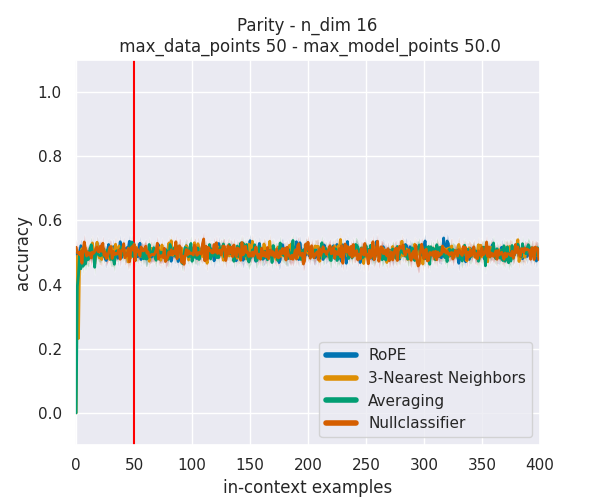 Parity - n_dim 16
max_data_points 50 - max_model_points 50.0
accuracy
1.0
0.8
0.6
0.4
0.2
0.0
RoPE
3-Nearest Neighbors
Averaging
Nullclassifier
0 50 100 150 200 250 300 350 400
in-context examples